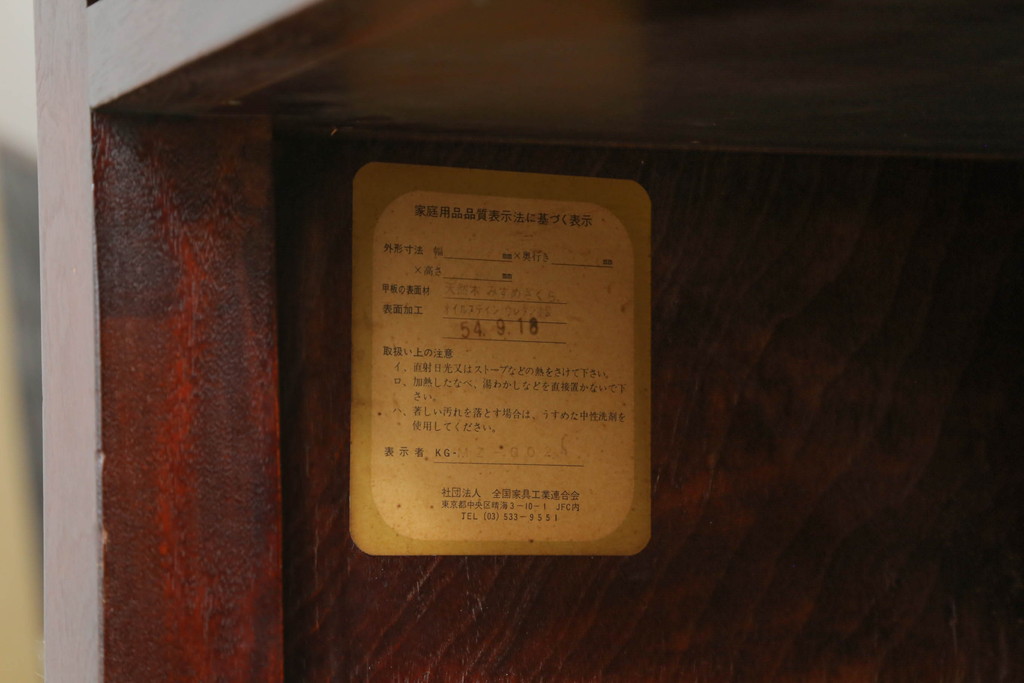 家庭用品品質表示法に基づく表示
外形寸法 幅 mm×奥行き mm
×高さ mm
甲板の表面材 天然木 みずめざくら
表面加工
54.9.18
取扱い上の注意
イ、直射日光又はストーブなどの熱をさけて下さい。
ロ、加熱したなべ、湯わかしなどを直接置かないで下
さい。
ハ、著しい汚れを落とす場合は、うすめた中性洗剤を
使用してください。
表示者 KG-
社団法人 全国家具工業連合会
東京都中央区晴海3-10-1 JFC内
TEL (03) 533-9551